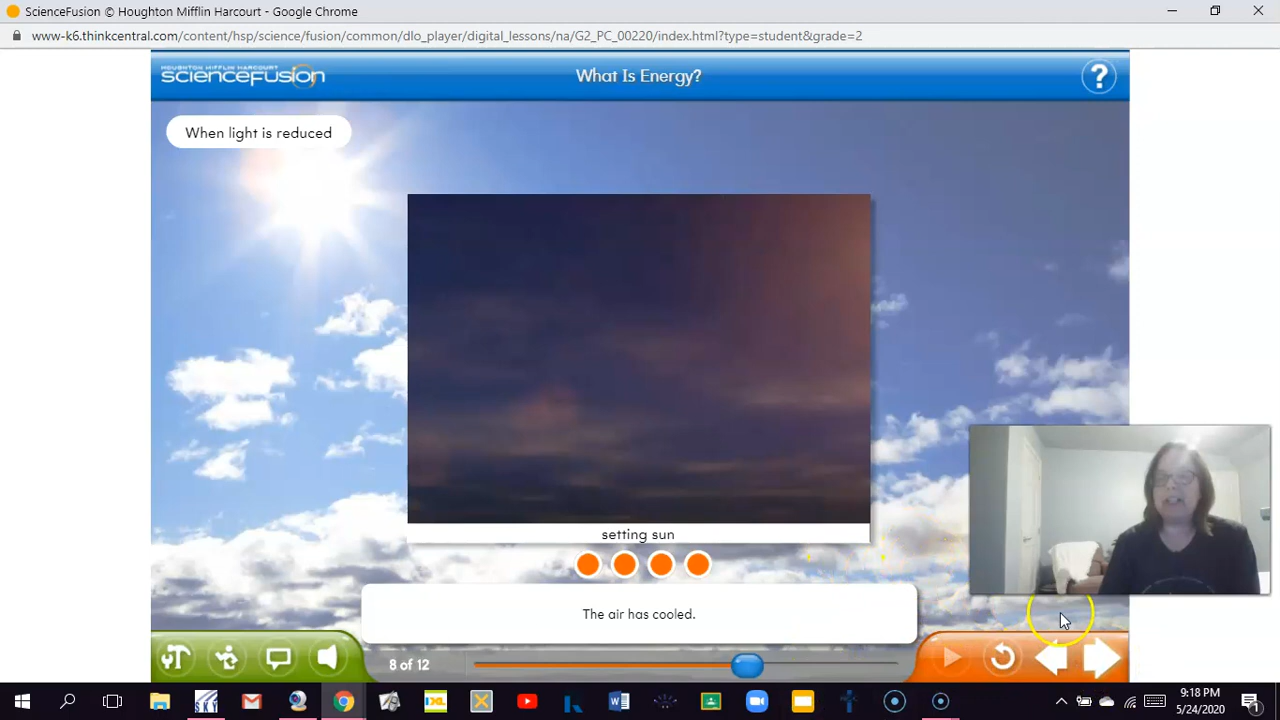 ScienceFusion © Houghton Mifflin Harcourt - Google Chrome
www-k6.thinkcentral.com/content/hsp/science/fusion/common/dlo_player/digital_lessons/na/G2_PC_00220/index.html?type=student&grade=2
HOUGHTON MIFFLIN HARCOURT
scienceFusion
What Is Energy?
?
When light is reduced
setting sun
The air has cooled.
8 of 12
IXL
K
W
9:18 PM
5/24/2020
1